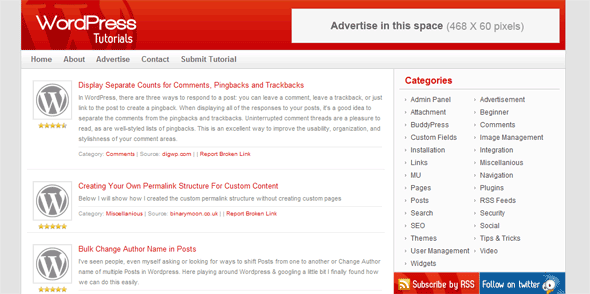 WordPress
Tutorials
Advertise in this space (468 X 60 pixels)
Home About Advertise Contact Submit Tutorial
Display Separate Counts for Comments, Pingbacks and Trackbacks
In WordPress, there are three ways to respond to a post: you can leave a comment, leave a trackback, or just
link to the post to create a pingback. When displaying all of the responses to your posts, it's a good idea to
separate the comments from the pingbacks and trackbacks. Uninterrupted comment threads are a pleasure to
read, as are well-styled lists of pingbacks. This is an excellent way to improve the usability, organization, and
stylishness of your comment areas.
Category: Comments | Source: digwp.com | | Report Broken Link
Creating Your Own Permalink Structure For Custom Content
Below I will show how I created the custom permalink structure without creating custom pages
Category: Miscellanious | Source: binarymoon.co.uk | | Report Broken Link
Bulk Change Author Name in Posts
I've seen people, even myself asking or looking for ways to shift Posts from one to another or Change Author
name of multiple Posts in Wordpress. Here playing around Wordpress & googling a little bit I finally found how
we can do this easily.
Categories
Admin Panel Advertisement
Attachment Beginner
BuddyPress Comments
Custom Fields Image Management
Installation Integration
Links Miscellanious
MU Navigation
Pages Plugins
Posts RSS Feeds
Search Security
SEO Social
Themes Tips & Tricks
User Management Video
Widgets
Subscribe by RSS Follow on twitter